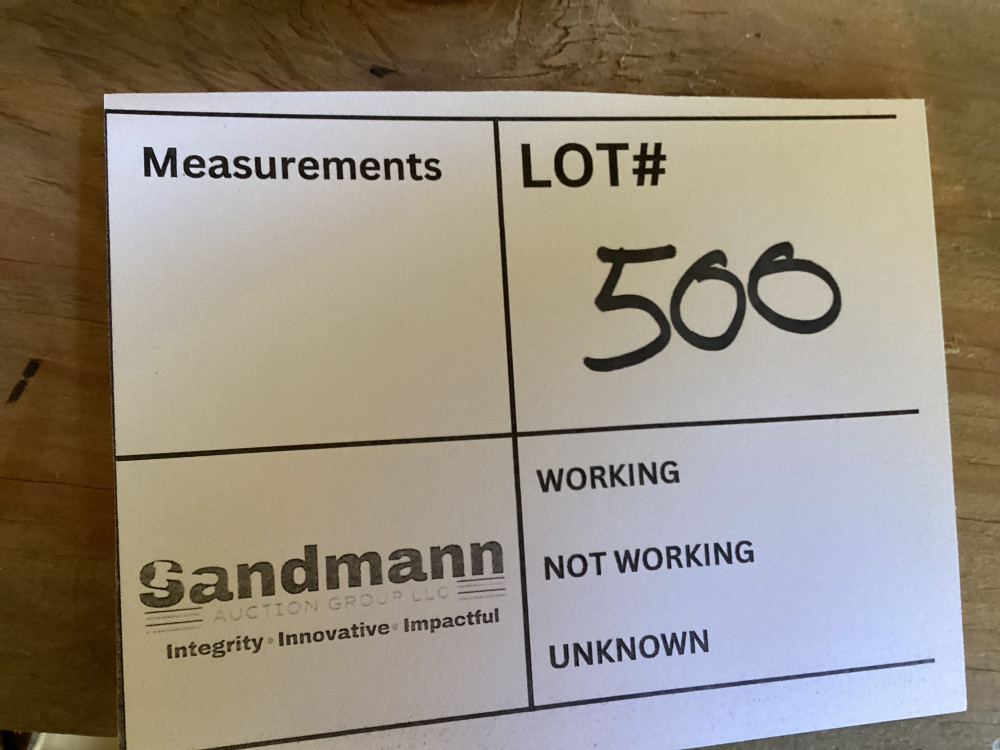 Measurements
LOT#
500
WORKING
NOT WORKING
UNKNOWN
Sandmann
AUCTION GROUP LLC
Integrity • Innovative • Impactful